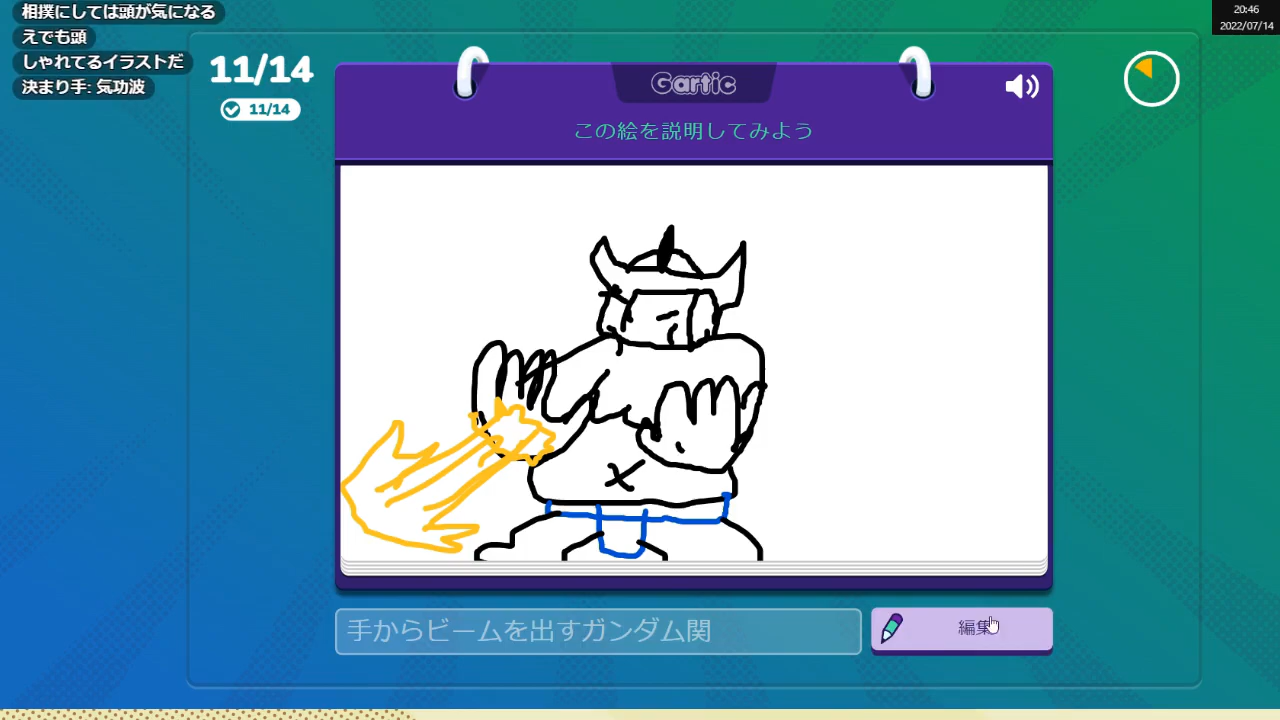 相撲にしては頭が気になる
えでも頭
しゃれてるイラストだ
決まり手: 気功波
11/14
11/14
Gartic
この絵を説明してみよう
20:46
2022/07/14
手からビームを出すガンダム関
編集